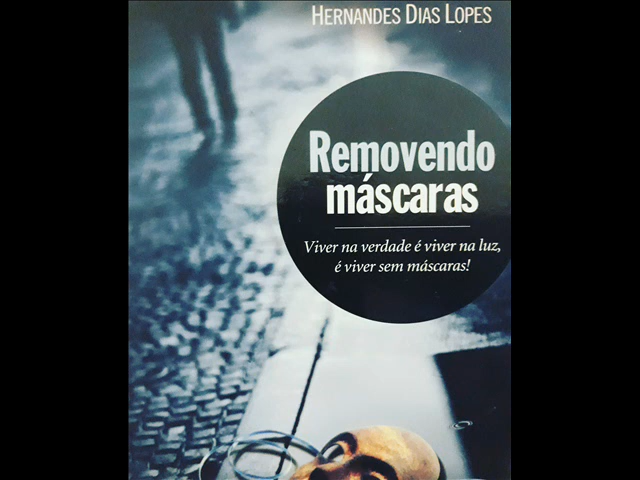 HERNANDES DIAS LOPES
Removendo
máscaras
Viver na verdade é viver na luz,
é viver sem máscaras!